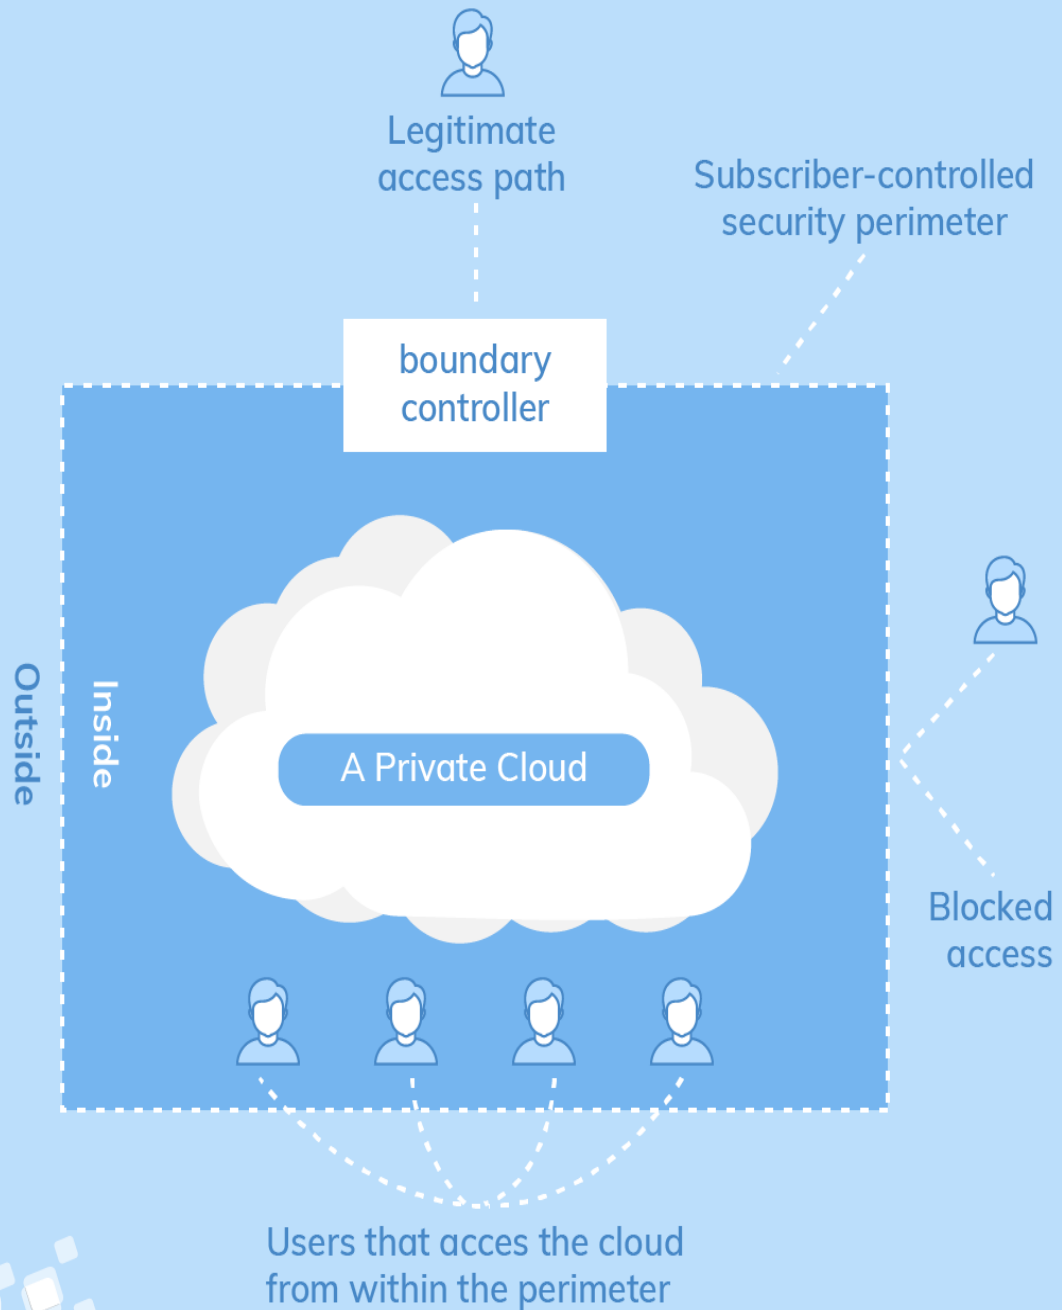 Legitimate
access path
Subscriber-controlled
security perimeter
boundary
controller
Outside
Inside
A Private Cloud
Blocked
access
Users that acces the cloud
from within the perimeter